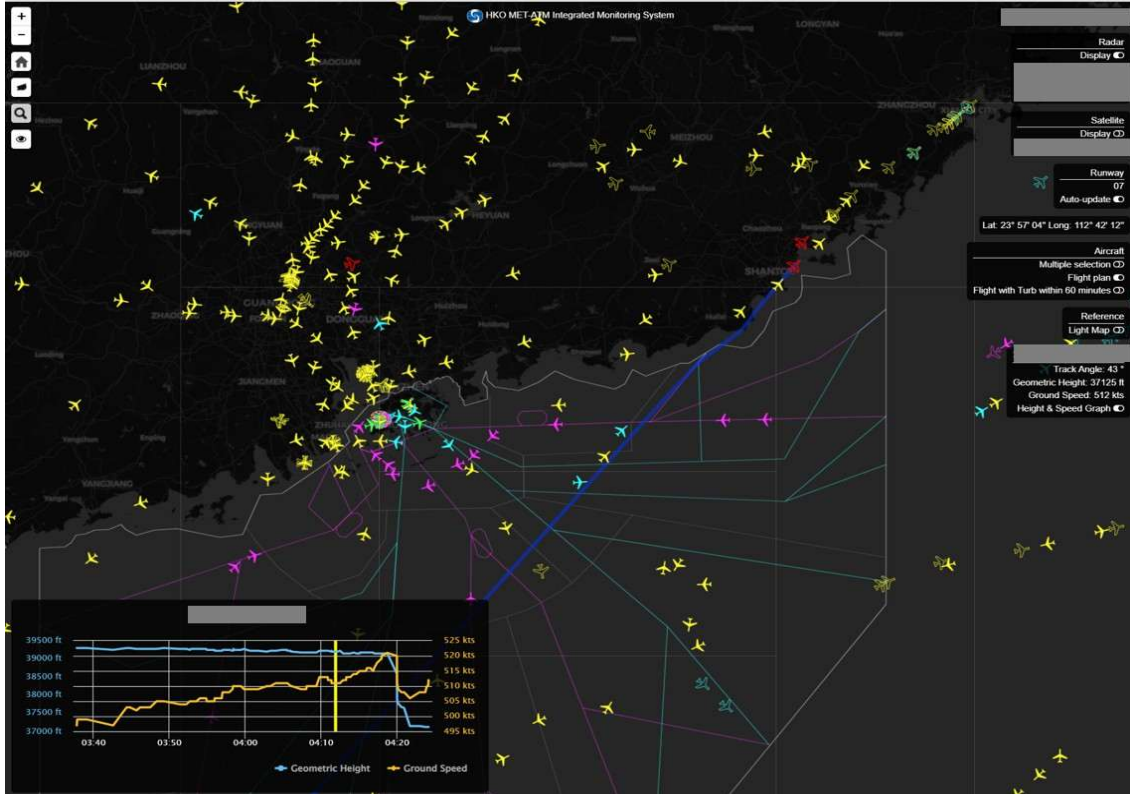 +
−
HKO MET-ATM Integrated Monitoring System
LONGYAN
LIANZHOU
SHAOGUAN
Radar
Display
ZHANGZHOU
XIAMEN CITY
MEIZHOU
Satellite
Display
Runway
07
Auto-update
HEYUAN
QINGYUAN
Lat: 23° 57' 04" Long: 112° 42' 12"
Aircraft
Multiple selection
Flight plan
Flight with Turb within 60 minutes
SHANTOU
ZHAOQING
DONGGUAN
Huizhou
Reference
Light Map
Track Angle: 43 °
Geometric Height: 37125 ft
Ground Speed: 512 kts
Height & Speed Graph
JIANGMEN
YANGJIANG
39500 ft
39000 ft
38500 ft
38000 ft
37500 ft
37000 ft
525 kts
520 kts
515 kts
510 kts
505 kts
500 kts
495 kts
03:40 03:50 04:00 04:10 04:20
Geometric Height Ground Speed